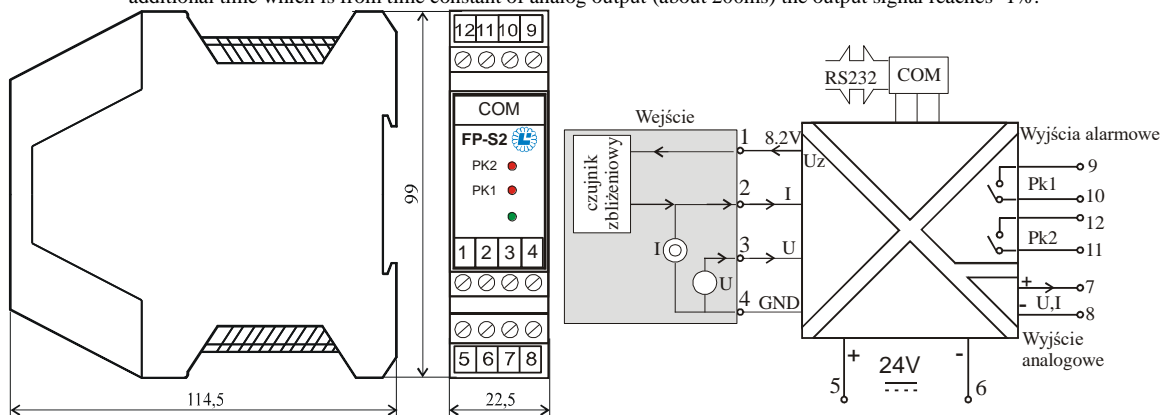 additional time which is from time constant of analog output (about 200ms) the output signal reaches -1%.
12 11 10 9
COM
FP-S2
PK2
PK1
1 2 3 4
5 6 7 8
99
114,5
22,5
RS232
COM
Wejście
czujnik
zbliżeniowy
1
8.2V
Uz
2
I
I
3
U
U
4
GND
Wyjścia alarmowe
9
Pk1
10
12
Pk2
11
+
7
-
U,I
8
Wyjście
analogowe
+
24V
-
5
6